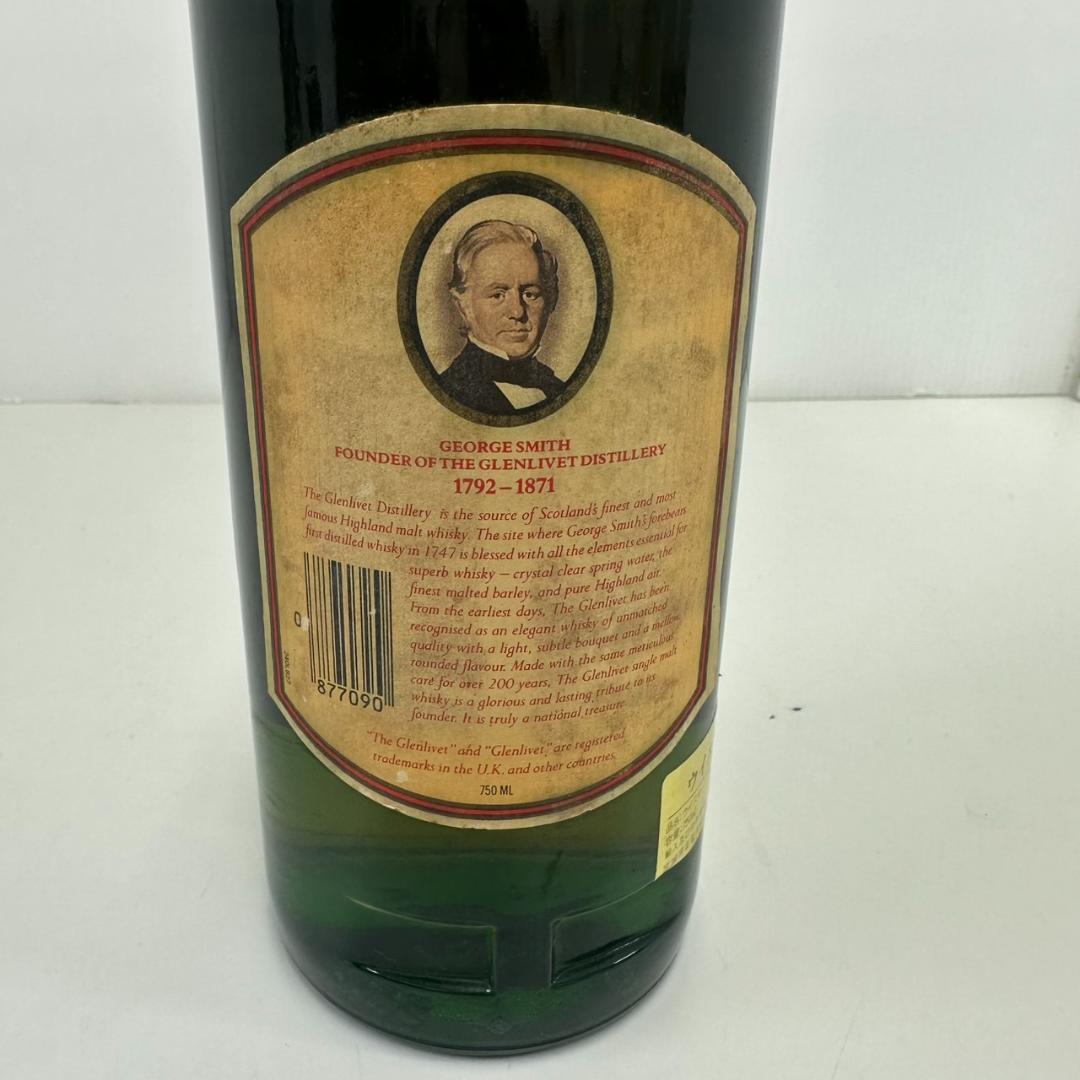 GEORGE SMITH
FOUNDER OF THE GLENLIVET DISTILLERY
1792–1871
The Glenlivet Distillery is the source of Scotland's finest and most
famous Highland malt whisky. The site where George Smith's forebears
first distilled whisky in 1747 is blessed with all the elements essential for
superb whisky – crystal clear spring water, the
finest malted barley, and pure Highland air.
From the earliest days, The Glenlivet has been
recognised as an elegant whisky of unmatched
quality with a light, subtle bouquet and a mellow
rounded flavour. Made with the same meticulous
care for over 200 years, The Glenlivet single malt
whisky is a glorious and lasting tribute to its
founder. It is truly a national treasure.
0
877090
"The Glenlivet" and "Glenlivet," are registered
trademarks in the U.K. and other countries.
750 ML
ウイ